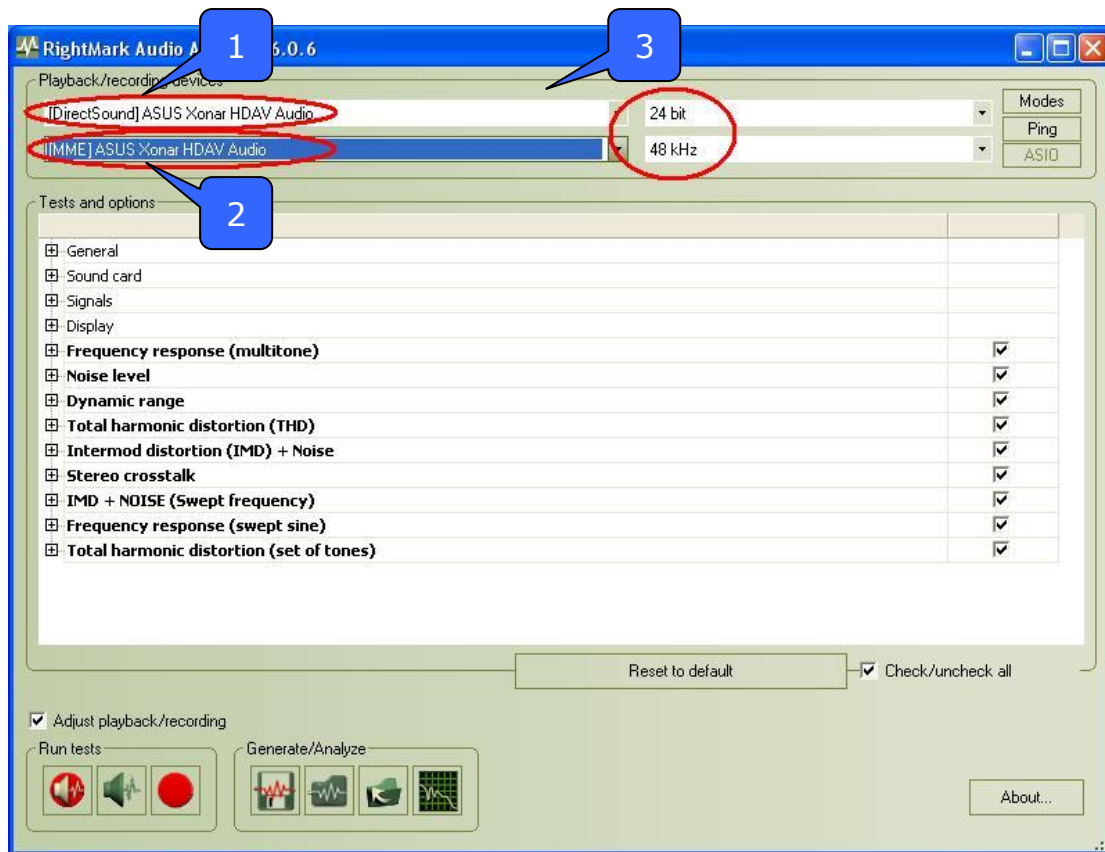 1
3
RightMark Audio A 6.0.6
Playback/recording devices
[DirectSound] ASUS Xonar HDAV Audio
24 bit
Modes
Ping
[MME] ASUS Xonar HDAV Audio
48 kHz
ASIO
2
Tests and options
General
Sound card
Signals
Display
Frequency response (multitone)
Noise level
Dynamic range
Total harmonic distortion (THD)
Intermod distortion (IMD) + Noise
Stereo crosstalk
IMD + NOISE (Swept frequency)
Frequency response (swept sine)
Total harmonic distortion (set of tones)
Reset to default
Check/uncheck all
Adjust playback/recording
Run tests
Generate/Analyze
About...